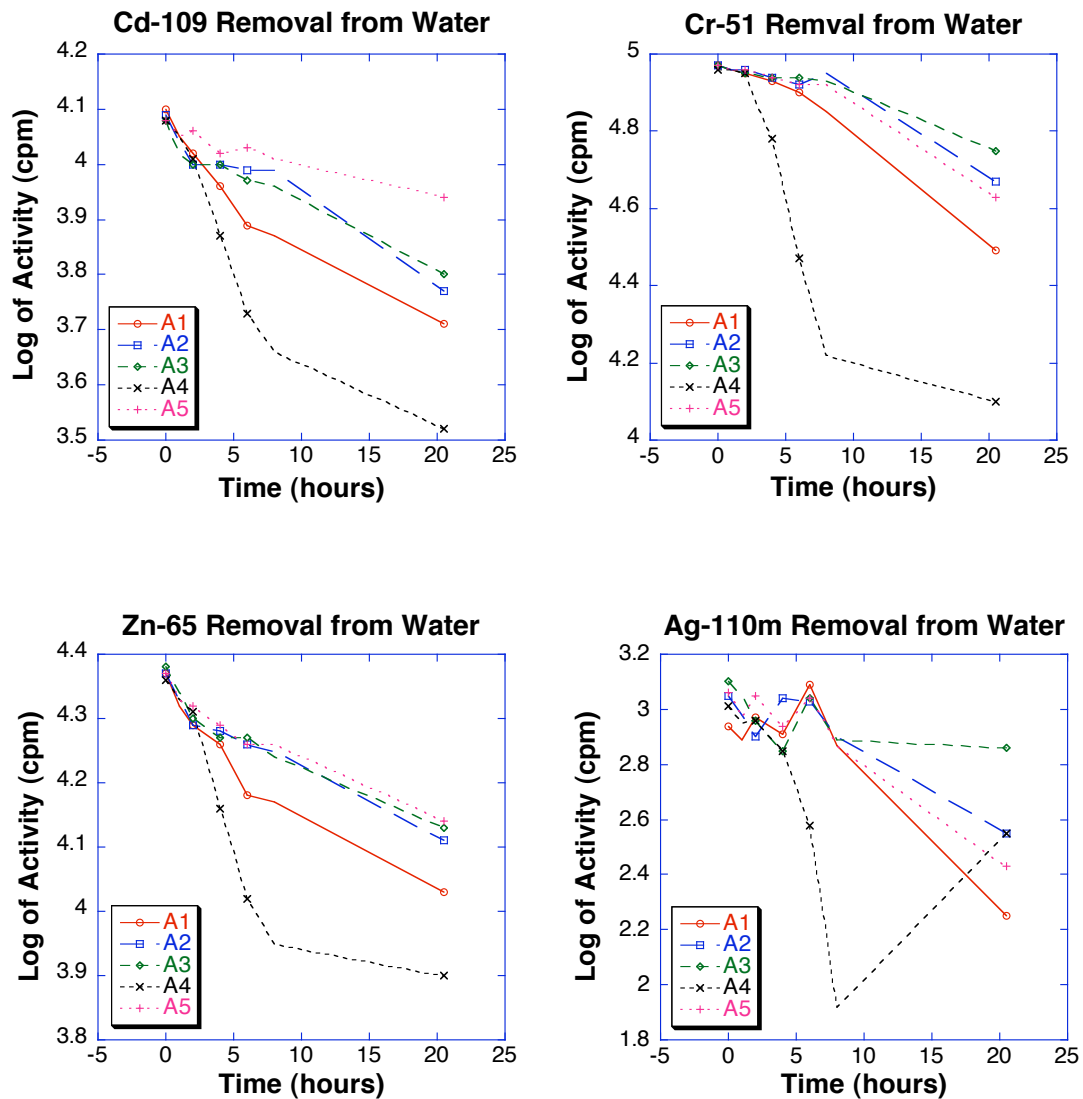 Cd-109 Removal from Water
4.2
4.1
4
3.9
3.8
3.7
3.6
3.5
-5
0
5
10
15
20
25
Log of Activity (cpm)
Time (hours)
A1
A2
A3
A4
A5
Cr-51 Remval from Water
5
4.8
4.6
4.4
4.2
4
-5
0
5
10
15
20
25
Log of Activity (cpm)
Time (hours)
A1
A2
A3
A4
A5
Zn-65 Removal from Water
4.4
4.3
4.2
4.1
4
3.9
3.8
-5
0
5
10
15
20
25
Log of Activity (cpm)
Time (hours)
A1
A2
A3
A4
A5
Ag-110m Removal from Water
3.2
3
2.8
2.6
2.4
2.2
2
1.8
-5
0
5
10
15
20
25
Log of Activity (cpm)
Time (hours)
A1
A2
A3
A4
A5